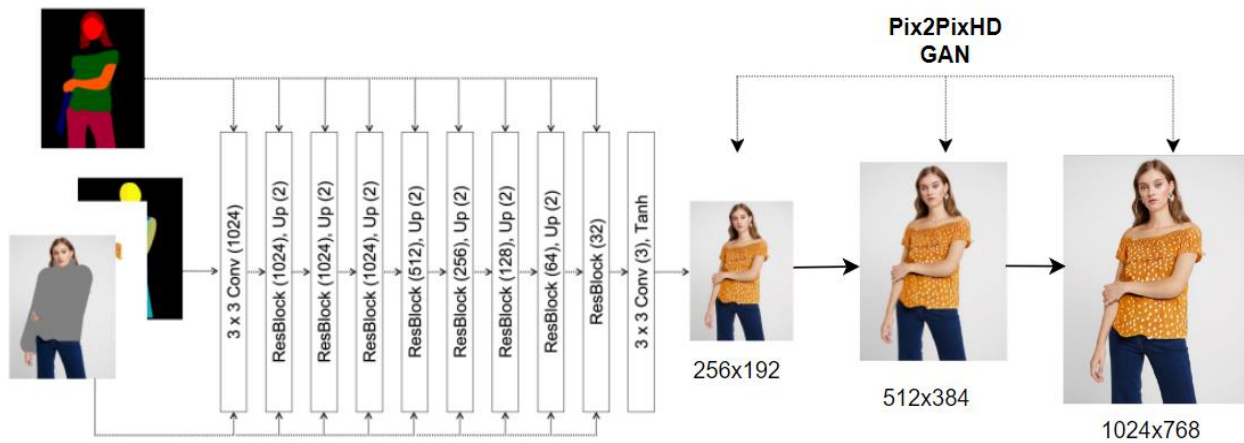 Pix2PixHD
GAN
3 x 3 Conv (1024)
ResBlock (1024), Up (2)
ResBlock (1024), Up (2)
ResBlock (1024), Up (2)
ResBlock (512), Up (2)
ResBlock (256), Up (2)
ResBlock (128), Up (2)
ResBlock (64), Up (2)
ResBlock (32)
3 x 3 Conv (3), Tanh
256x192
512x384
1024x768